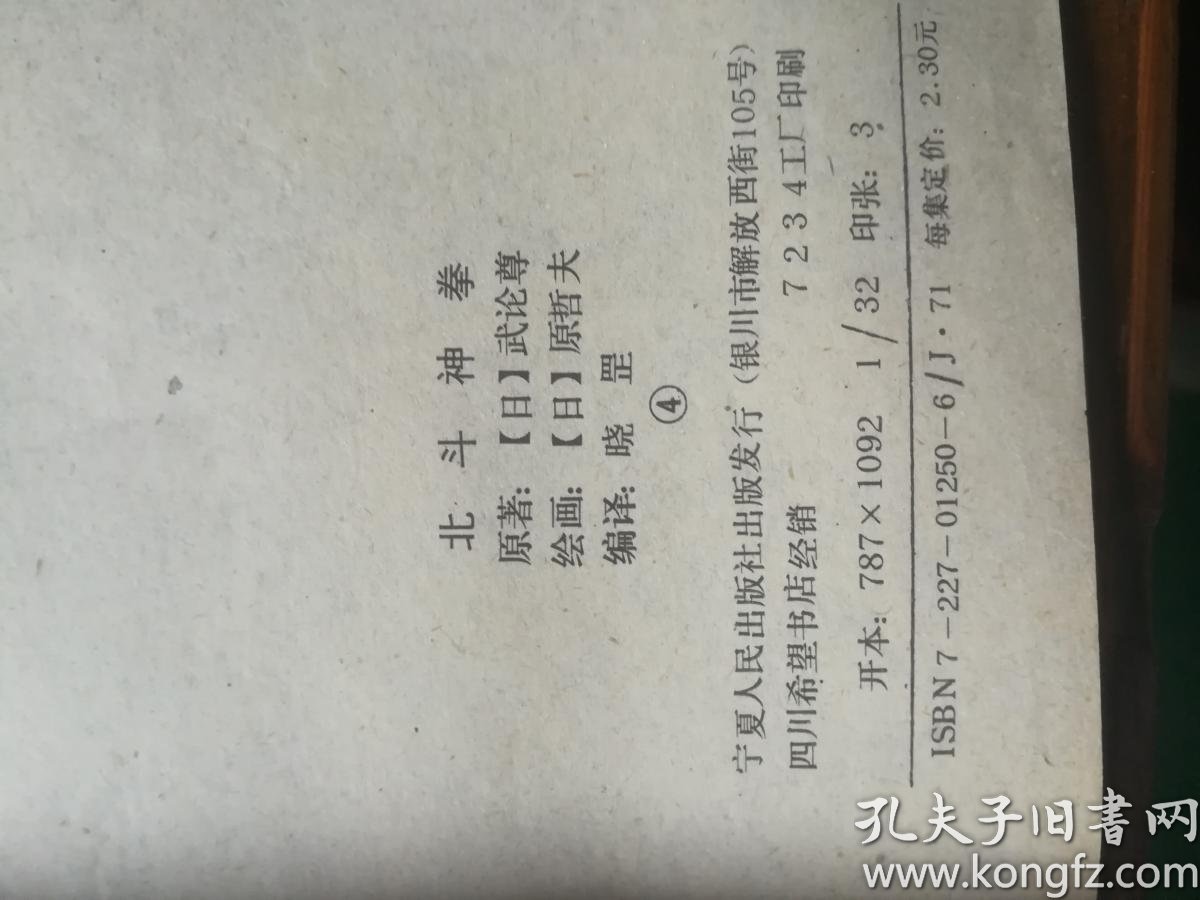 北斗神拳
原著：【日】武论尊
绘画：【日】原哲夫
编译：晓罡
④
宁夏人民出版社出版发行（银川市解放西街105号）
四川希望书店经销 7234工厂印刷
开本：787×1092 1/32 印张：3
ISBN 7-227-01250-6/J·71 每集定价：2.30元
孔夫子旧書网
www.kongfz.com